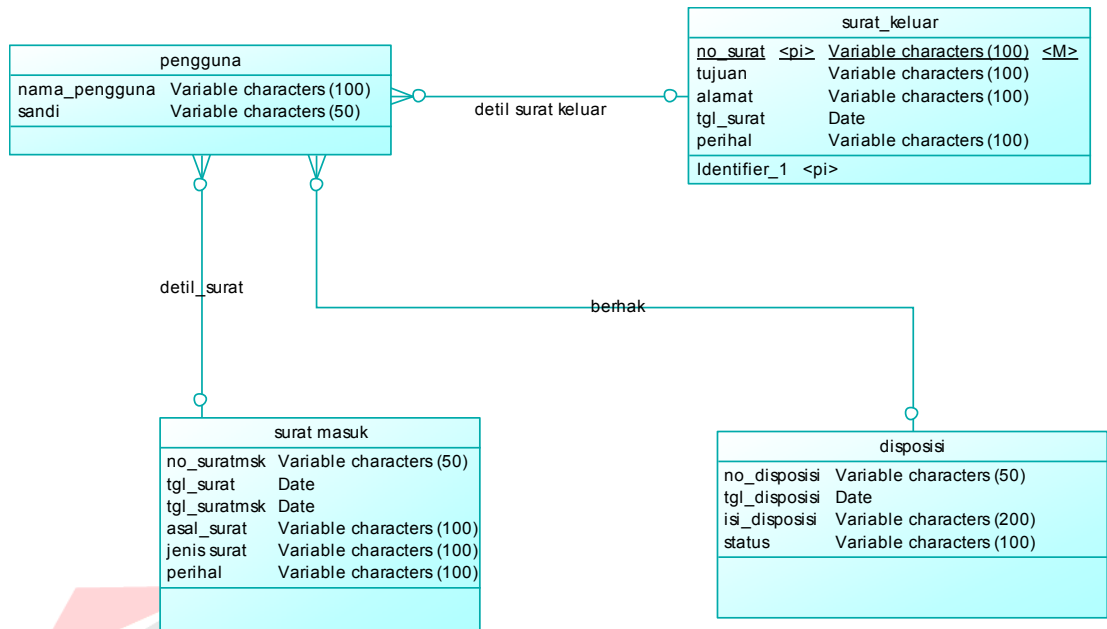 pengguna
nama_pengguna Variable characters (100)
sandi Variable characters (50)
detil surat keluar
surat_keluar
no_surat <pi> Variable characters (100) <M>
tujuan Variable characters (100)
alamat Variable characters (100)
tgl_surat Date
perihal Variable characters (100)
Identifier_1 <pi>
detil_surat
berhak
surat masuk
no_suratmsk Variable characters (50)
tgl_surat Date
tgl_suratmsk Date
asal_surat Variable characters (100)
jenis surat Variable characters (100)
perihal Variable characters (100)
disposisi
no_disposisi Variable characters (50)
tgl_disposisi Date
isi_disposisi Variable characters (200)
status Variable characters (100)